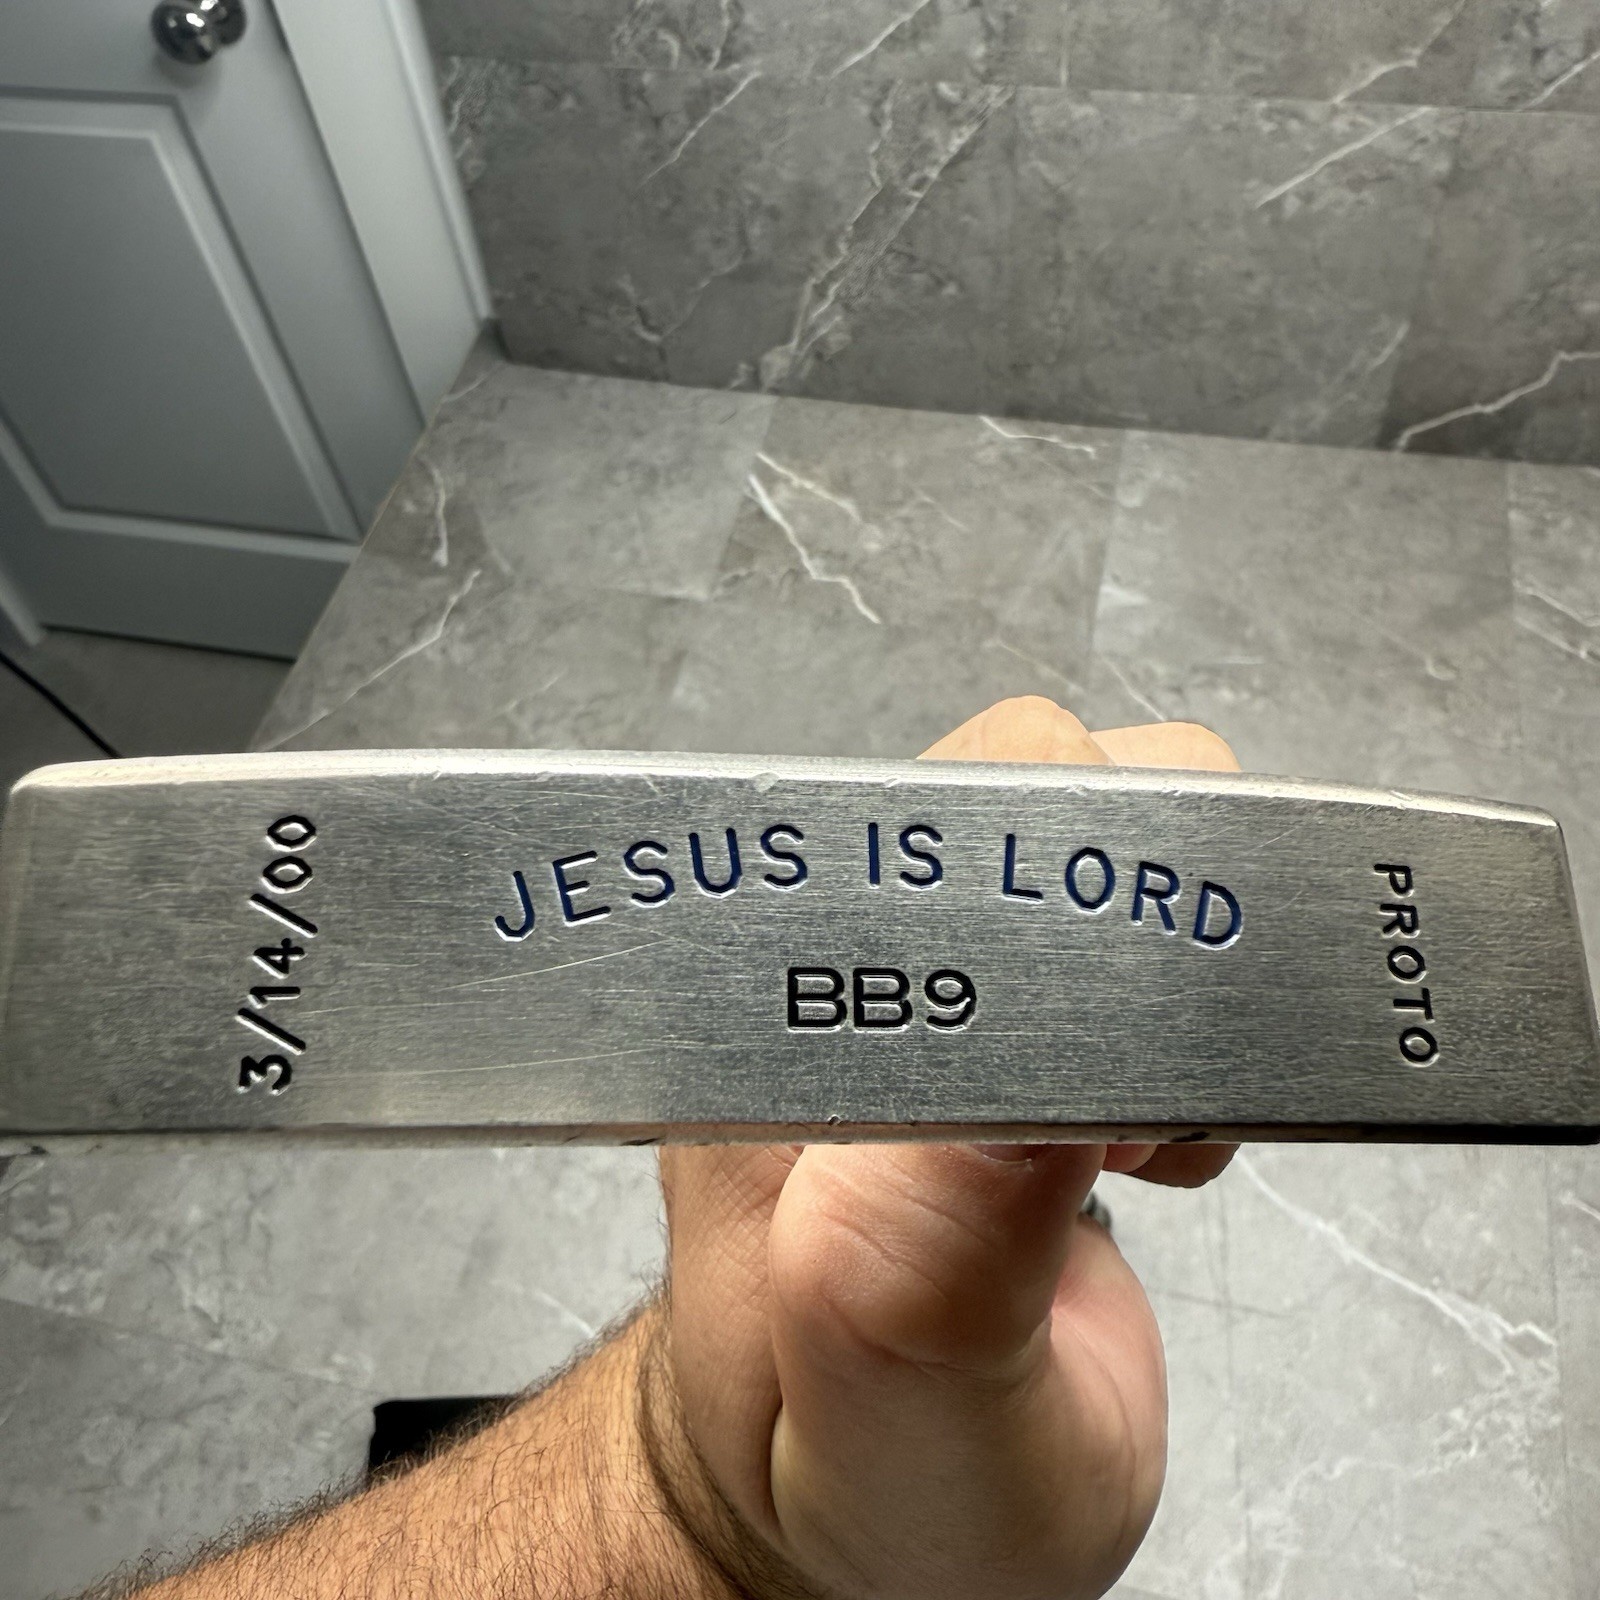 3/14/00
JESUS IS LORD
BB9
PROTO